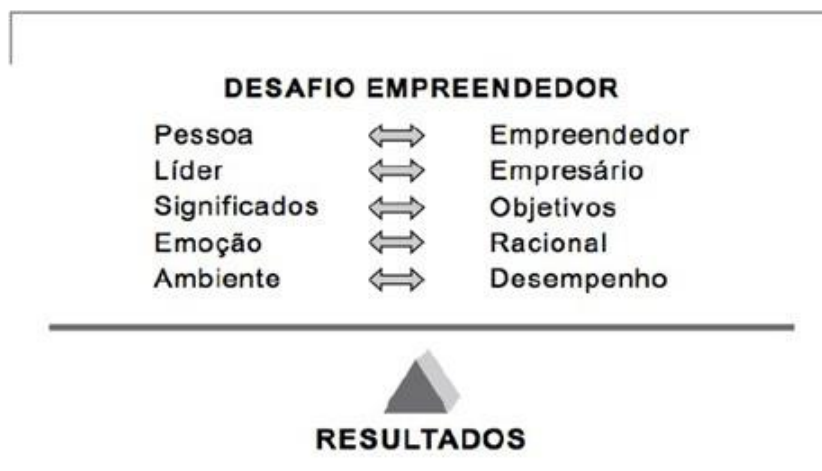 DESAFIO EMPREENDEDOR
Pessoa Empreendedor
Líder Empresário
Significados Objetivos
Emoção Racional
Ambiente Desempenho
RESULTADOS